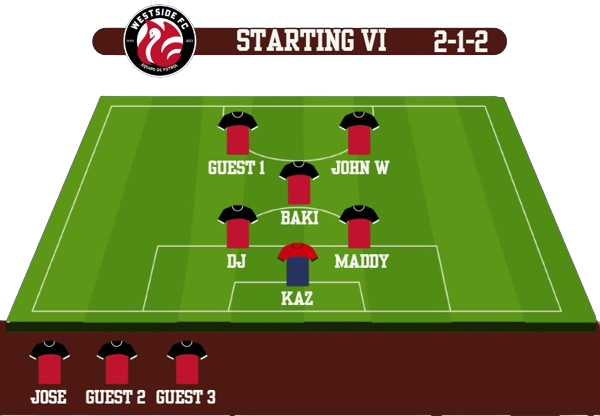 WESTSIDE FC
EQUIPO DE FUTBOL
STARTING VI 2-1-2
GUEST 1 JOHN W
BAKI
DJ MADDY
KAZ
JOSE GUEST 2 GUEST 3